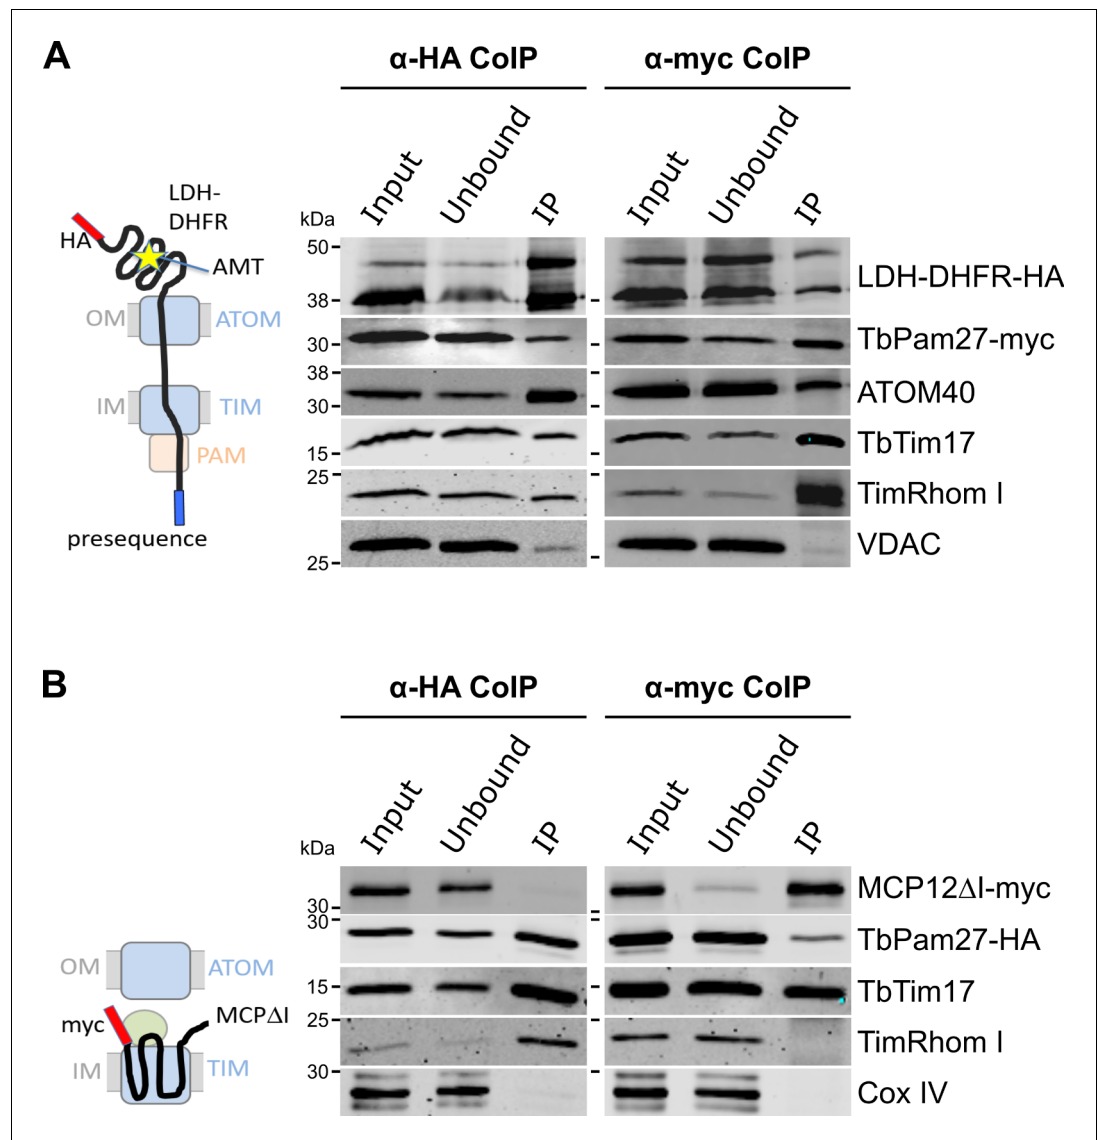 A
α-HA CoIP
α-myc CoIP
Input
Unbound
IP
Input
Unbound
IP
LDH-
DHFR
HA
AMT
OM
ATOM
IM
TIM
PAM
presequence
kDa
50
38
LDH-DHFR-HA
30
TbPam27-myc
38
30
ATOM40
15
TbTim17
25
TimRhom I
25
VDAC
B
α-HA CoIP
α-myc CoIP
Input
Unbound
IP
Input
Unbound
IP
kDa
30
MCP12ΔI-myc
30
TbPam27-HA
15
TbTim17
25
TimRhom I
30
Cox IV
OM
ATOM
myc
MCPΔI
IM
TIM